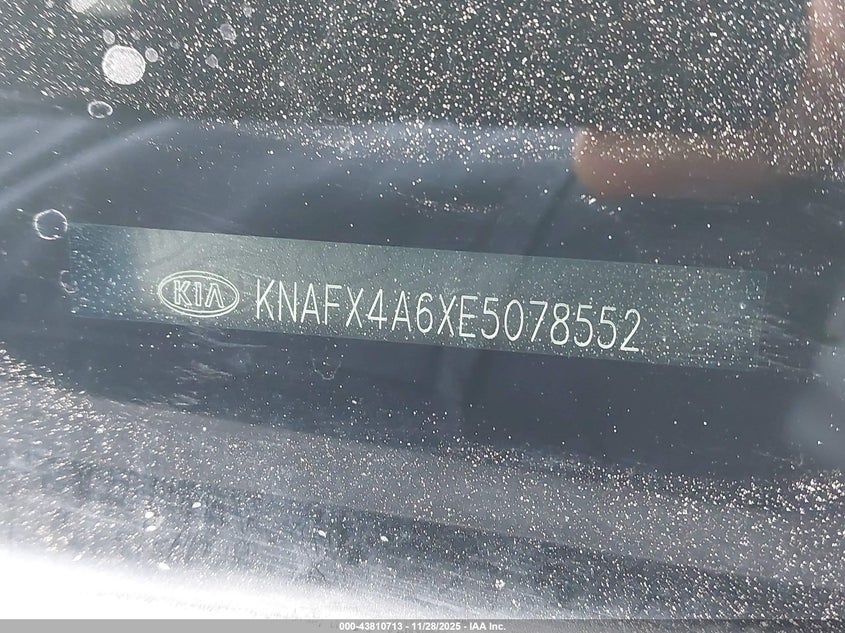 KIA KNAFX4A6XE5078552
000-43810713 - 11/28/2025 - IAA Inc.